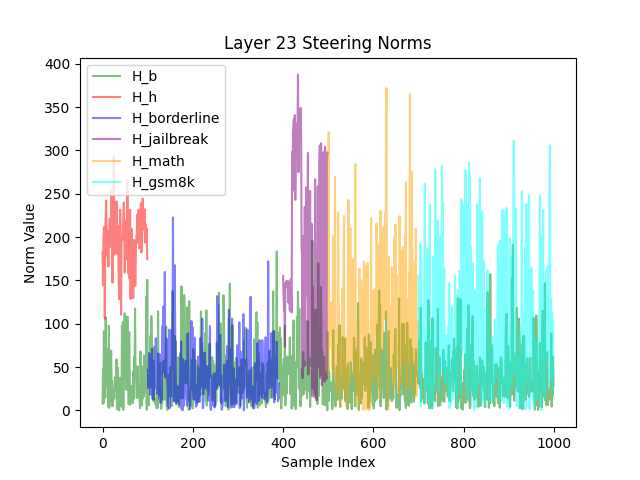 Layer 23 Steering Norms
Norm Value
400
350
300
250
200
150
100
50
0
H_b
H_h
H_borderline
H_jailbreak
H_math
H_gsm8k
0
200
400
600
800
1000
Sample Index